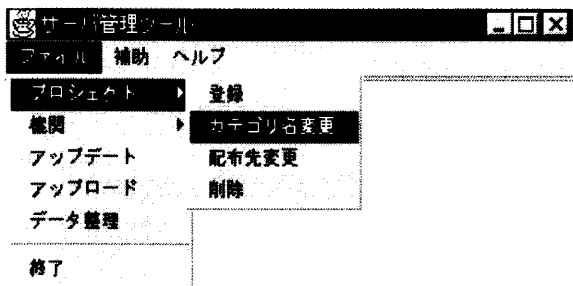 サーバ管理ツール
ファイル 補助 ヘルプ
プロジェクト 登録
機関 カテゴリ名変更
アップデート 配布先変更
アップロード 削除
データ整理
終了